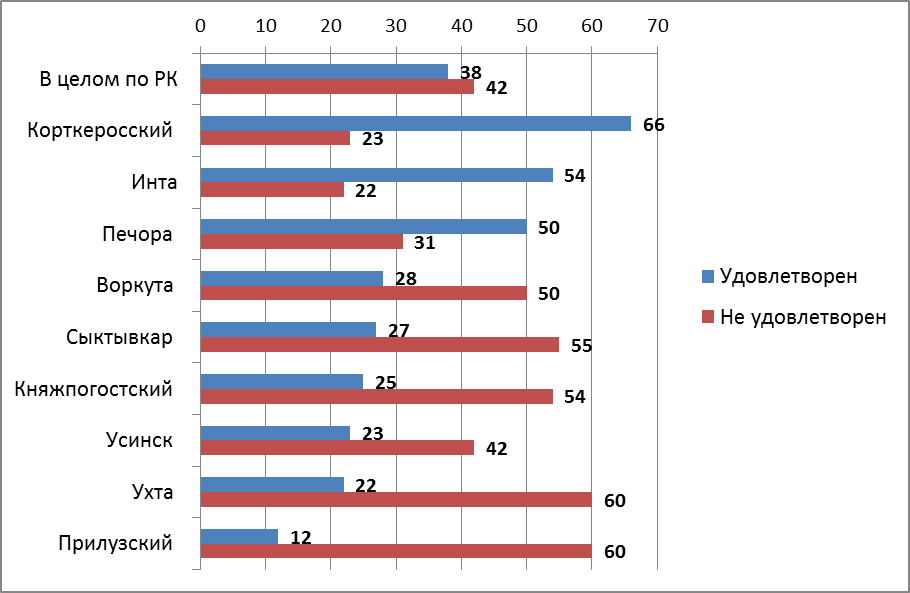 0 10 20 30 40 50 60 70
В целом по РК 38
42
Корткеросский 66
23
Инта 54
22
Печора 50
31
Воркута 28
50
Сыктывкар 27
55
Княжпогостский 25
54
Усинск 23
42
Ухта 22
60
Прилузский 12
60
Удовлетворен
Не удовлетворен